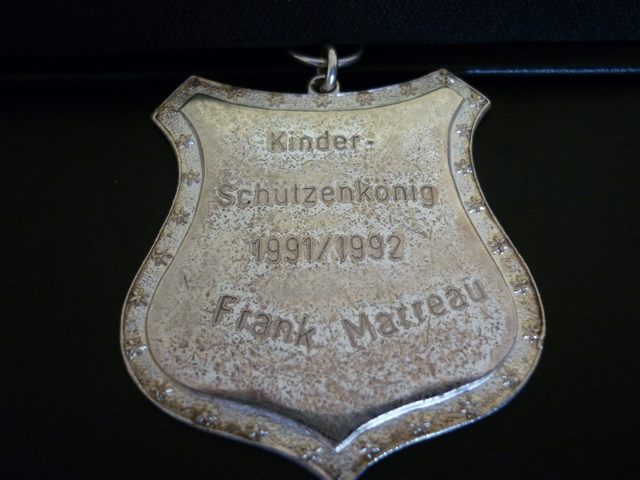 Kinder-
Schützenkönig
1991/1992
Frank Marreau